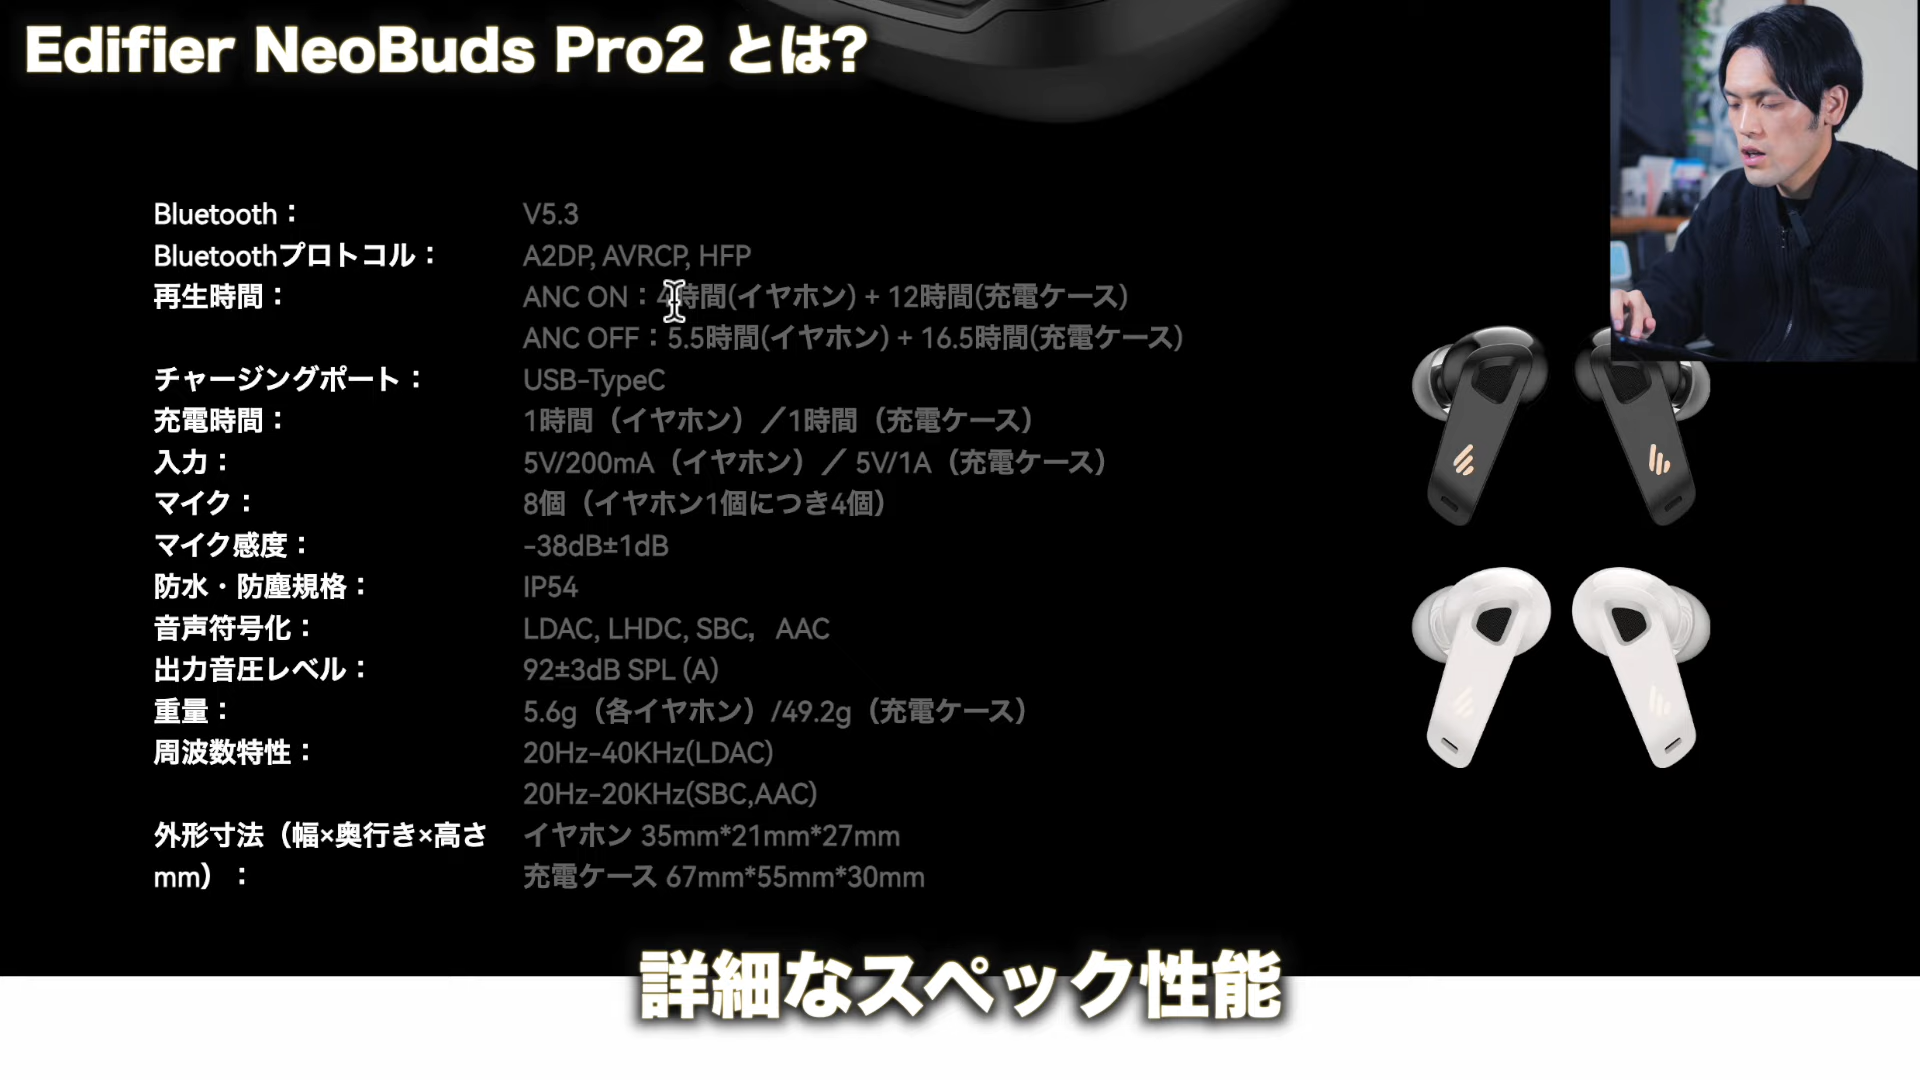 Edifier NeoBuds Pro2 とは?
Bluetooth： V5.3
Bluetoothプロトコル： A2DP, AVRCP, HFP
再生時間： ANC ON：4時間(イヤホン) + 12時間(充電ケース)
ANC OFF：5.5時間(イヤホン) + 16.5時間(充電ケース)
チャージングポート： USB-TypeC
充電時間： 1時間（イヤホン）／1時間（充電ケース）
入力： 5V/200mA（イヤホン）／ 5V/1A（充電ケース）
マイク： 8個（イヤホン1個につき4個）
マイク感度： -38dB±1dB
防水・防塵規格： IP54
音声符号化： LDAC, LHDC, SBC，AAC
出力音圧レベル： 92±3dB SPL (A)
重量： 5.6g（各イヤホン）/49.2g（充電ケース）
周波数特性： 20Hz-40KHz(LDAC)
20Hz-20KHz(SBC,AAC)
外形寸法（幅×奥行き×高さ イヤホン 35mm*21mm*27mm
mm）： 充電ケース 67mm*55mm*30mm
詳細なスペック性能